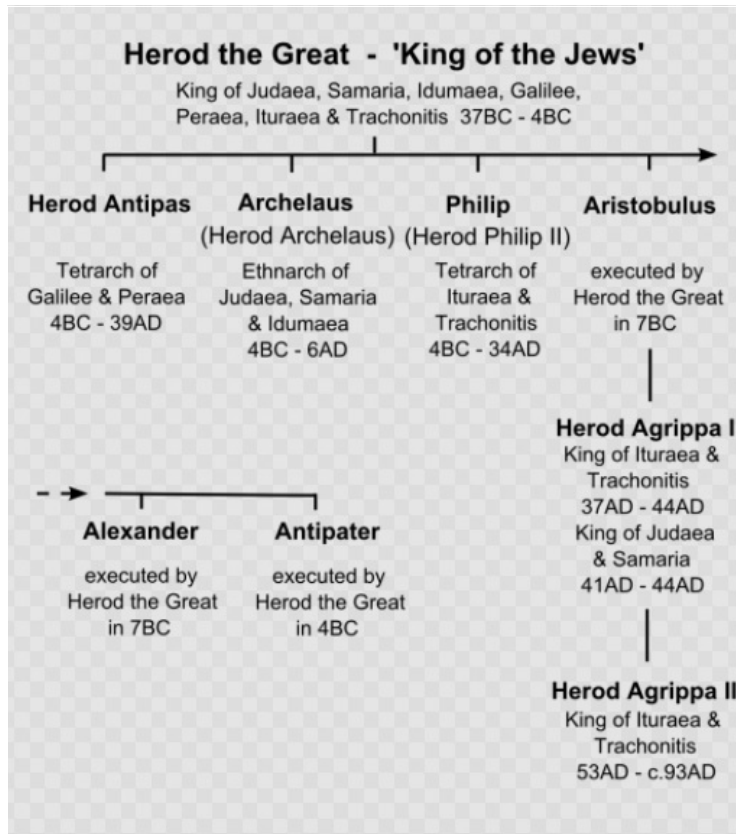 Herod the Great - 'King of the Jews'
King of Judaea, Samaria, Idumaea, Galilee,
Peraea, Ituraea & Trachonitis 37BC - 4BC
Herod Antipas
Tetrarch of
Galilee & Peraea
4BC - 39AD
Archelaus
(Herod Archelaus)
Ethnarch of
Judaea, Samaria
& Idumaea
4BC - 6AD
Philip
(Herod Philip II)
Tetrarch of
Ituraea &
Trachonitis
4BC - 34AD
Aristobulus
executed by
Herod the Great
in 7BC
Herod Agrippa I
King of Ituraea &
Trachonitis
37AD - 44AD
King of Judaea
& Samaria
41AD - 44AD
Herod Agrippa II
King of Ituraea &
Trachonitis
53AD - c.93AD
Alexander
executed by
Herod the Great
in 7BC
Antipater
executed by
Herod the Great
in 4BC